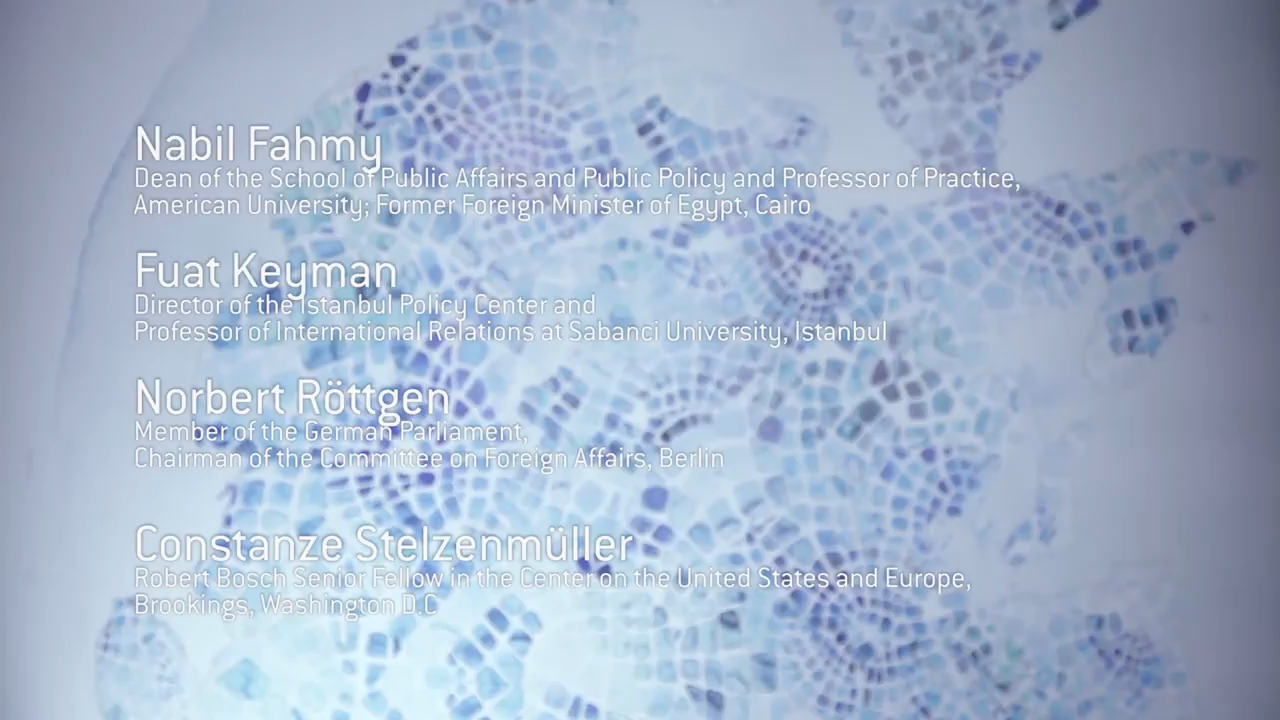 Nabil Fahmy
Dean of the School of Public Affairs and Public Policy and Professor of Practice,
American University; Former Foreign Minister of Egypt, Cairo
Fuat Keyman
Director of the Istanbul Policy Center and
Professor of International Relations at Sabanci University, Istanbul
Norbert Röttgen
Member of the German Parliament,
Chairman of the Committee on Foreign Affairs, Berlin
Constanze Stelzenmüller
Robert Bosch Senior Fellow in the Center on the United States and Europe,
Brookings, Washington D.C